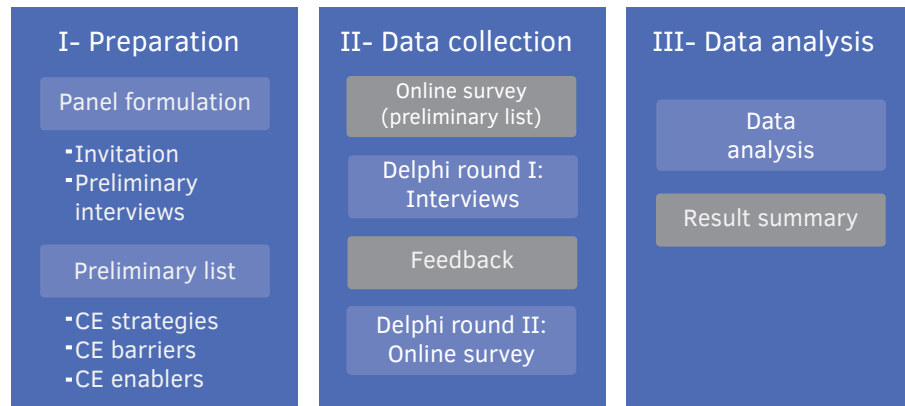 I- Preparation
Panel formulation
-Invitation
-Preliminary
interviews
Preliminary list
-CE strategies
-CE barriers
-CE enablers
II- Data collection
Online survey
(preliminary list)
Delphi round I:
Interviews
Feedback
Delphi round II:
Online survey
III- Data analysis
Data
analysis
Result summary